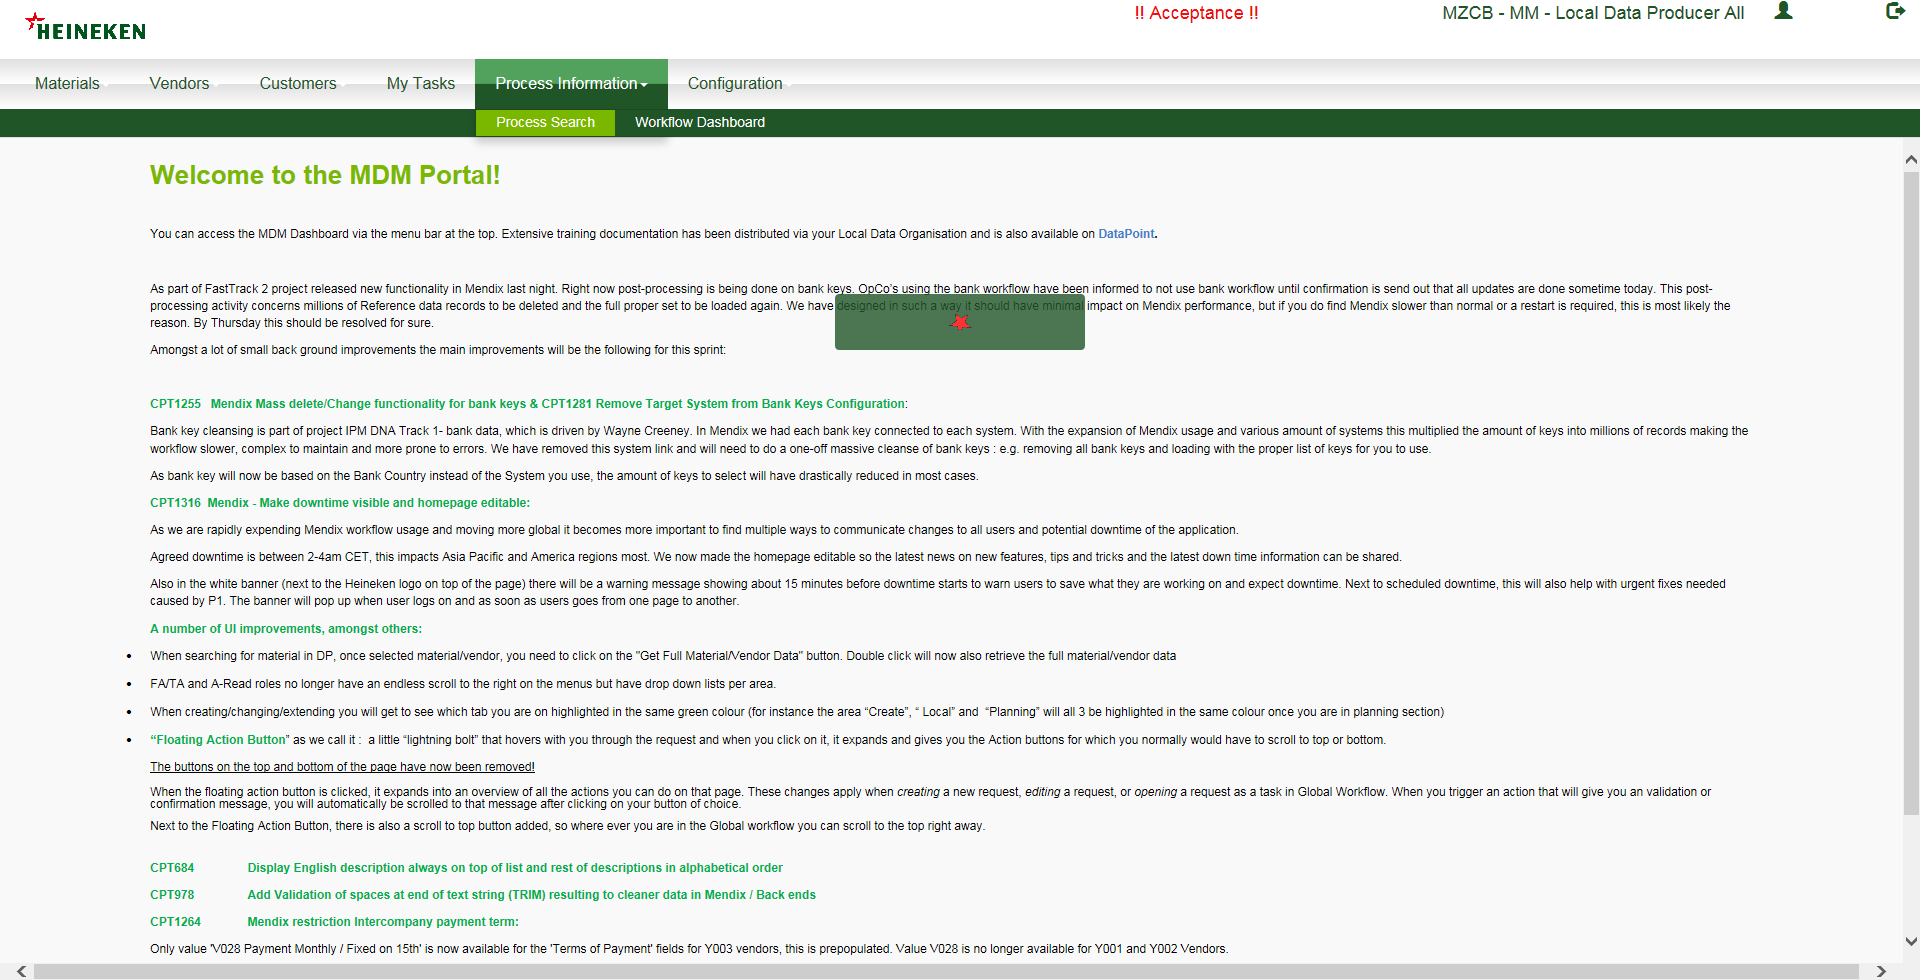 HEINEKEN
!! Acceptance !!
MZCB - MM - Local Data Producer All
Materials
Vendors
Customers
My Tasks
Process Information
Configuration
Process Search
Workflow Dashboard
Welcome to the MDM Portal!
You can access the MDM Dashboard via the menu bar at the top. Extensive training documentation has been distributed via your Local Data Organisation and is also available on DataPoint.
As part of FastTrack 2 project released new functionality in Mendix last night. Right now post-processing is being done on bank keys. OpCo's using the bank workflow have been informed to not use bank workflow until confirmation is send out that all updates are done sometime today. This post-
processing activity concerns millions of Reference data records to be deleted and the full proper set to be loaded again. We have designed in such a way it should have minimal impact on Mendix performance, but if you do find Mendix slower than normal or a restart is required, this is most likely the
reason. By Thursday this should be resolved for sure.
Amongst a lot of small back ground improvements the main improvements will be the following for this sprint:
CPT1255 Mendix Mass delete/Change functionality for bank keys & CPT1281 Remove Target System from Bank Keys Configuration:
Bank key cleansing is part of project IPM DNA Track 1- bank data, which is driven by Wayne Creeney. In Mendix we had each bank key connected to each system. With the expansion of Mendix usage and various amount of systems this multiplied the amount of keys into millions of records making the
workflow slower, complex to maintain and more prone to errors. We have removed this system link and will need to do a one-off massive cleanse of bank keys : e.g. removing all bank keys and loading with the proper list of keys for you to use.
As bank key will now be based on the Bank Country instead of the System you use, the amount of keys to select will have drastically reduced in most cases.
CPT1316 Mendix - Make downtime visible and homepage editable:
As we are rapidly expending Mendix workflow usage and moving more global it becomes more important to find multiple ways to communicate changes to all users and potential downtime of the application.
Agreed downtime is between 2-4am CET, this impacts Asia Pacific and America regions most. We now made the homepage editable so the latest news on new features, tips and tricks and the latest down time information can be shared.
Also in the white banner (next to the Heineken logo on top of the page) there will be a warning message showing about 15 minutes before downtime starts to warn users to save what they are working on and expect downtime. Next to scheduled downtime, this will also help with urgent fixes needed
caused by P1. The banner will pop up when user logs on and as soon as users goes from one page to another.
A number of UI improvements, amongst others:
• When searching for material in DP, once selected material/vendor, you need to click on the "Get Full Material/Vendor Data" button. Double click will now also retrieve the full material/vendor data
• FA/TA and A-Read roles no longer have an endless scroll to the right on the menus but have drop down lists per area.
• When creating/changing/extending you will get to see which tab you are on highlighted in the same green colour (for instance the area “Create”, “ Local” and “Planning” will all 3 be highlighted in the same colour once you are in planning section)
• “Floating Action Button” as we call it : a little “lightning bolt” that hovers with you through the request and when you click on it, it expands and gives you the Action buttons for which you normally would have to scroll to top or bottom.
The buttons on the top and bottom of the page have now been removed!
When the floating action button is clicked, it expands into an overview of all the actions you can do on that page. These changes apply when creating a new request, editing a request, or opening a request as a task in Global Workflow. When you trigger an action that will give you an validation or
confirmation message, you will automatically be scrolled to that message after clicking on your button of choice.
Next to the Floating Action Button, there is also a scroll to top button added, so where ever you are in the Global workflow you can scroll to the top right away.
CPT684 Display English description always on top of list and rest of descriptions in alphabetical order
CPT978 Add Validation of spaces at end of text string (TRIM) resulting to cleaner data in Mendix / Back ends
CPT1264 Mendix restriction Intercompany payment term:
Only value 'V028 Payment Monthly / Fixed on 15th' is now available for the 'Terms of Payment' fields for Y003 vendors, this is prepopulated. Value V028 is no longer available for Y001 and Y002 Vendors.